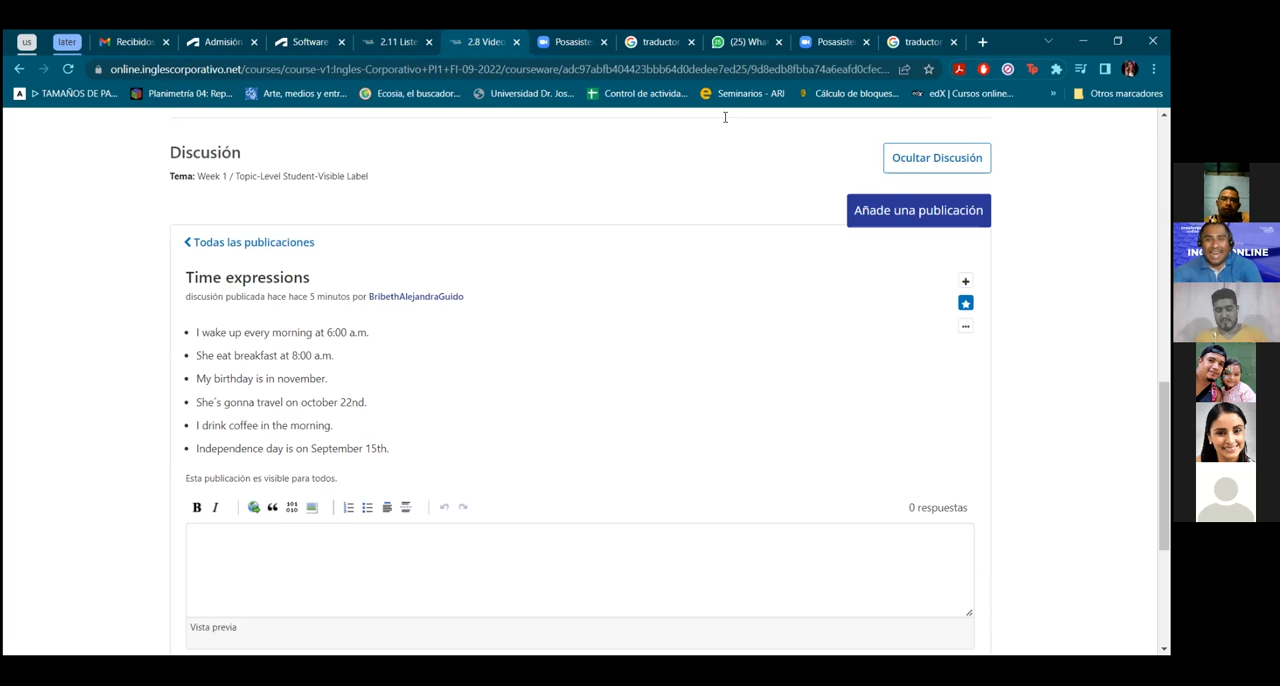 us
later
Recibidos
Admisión
Software
2.11 Liste
2.8 Video
Posasiste
traductor
(25) Wha
Posasiste
traductor
online.inglescorporativo.net/courses/course-v1:Ingles-Corporativo+PI1+FI-09-2022/courseware/adc97abfb404423bbb64d0dedee7ed25/9d8edb8fbba74a6eafd0cfec...
▷ TAMAÑOS DE PA...
Planimetría 04: Rep...
Arte, medios y entr...
Ecosia, el buscador...
Universidad Dr. Jos...
Control de activida...
Seminarios - ARI
Cálculo de bloques...
edX | Cursos online...
»
Otros marcadores
Discusión
Ocultar Discusión
Tema: Week 1 / Topic-Level Student-Visible Label
Añade una publicación
Todas las publicaciones
Time expressions
discusión publicada hace hace 5 minutos por BribethAlejandraGuido
• I wake up every morning at 6:00 a.m.
• She eat breakfast at 8:00 a.m.
• My birthday is in november.
• She´s gonna travel on october 22nd.
• I drink coffee in the morning.
• Independence day is on September 15th.
Esta publicación es visible para todos.
B I
0 respuestas
Vista previa